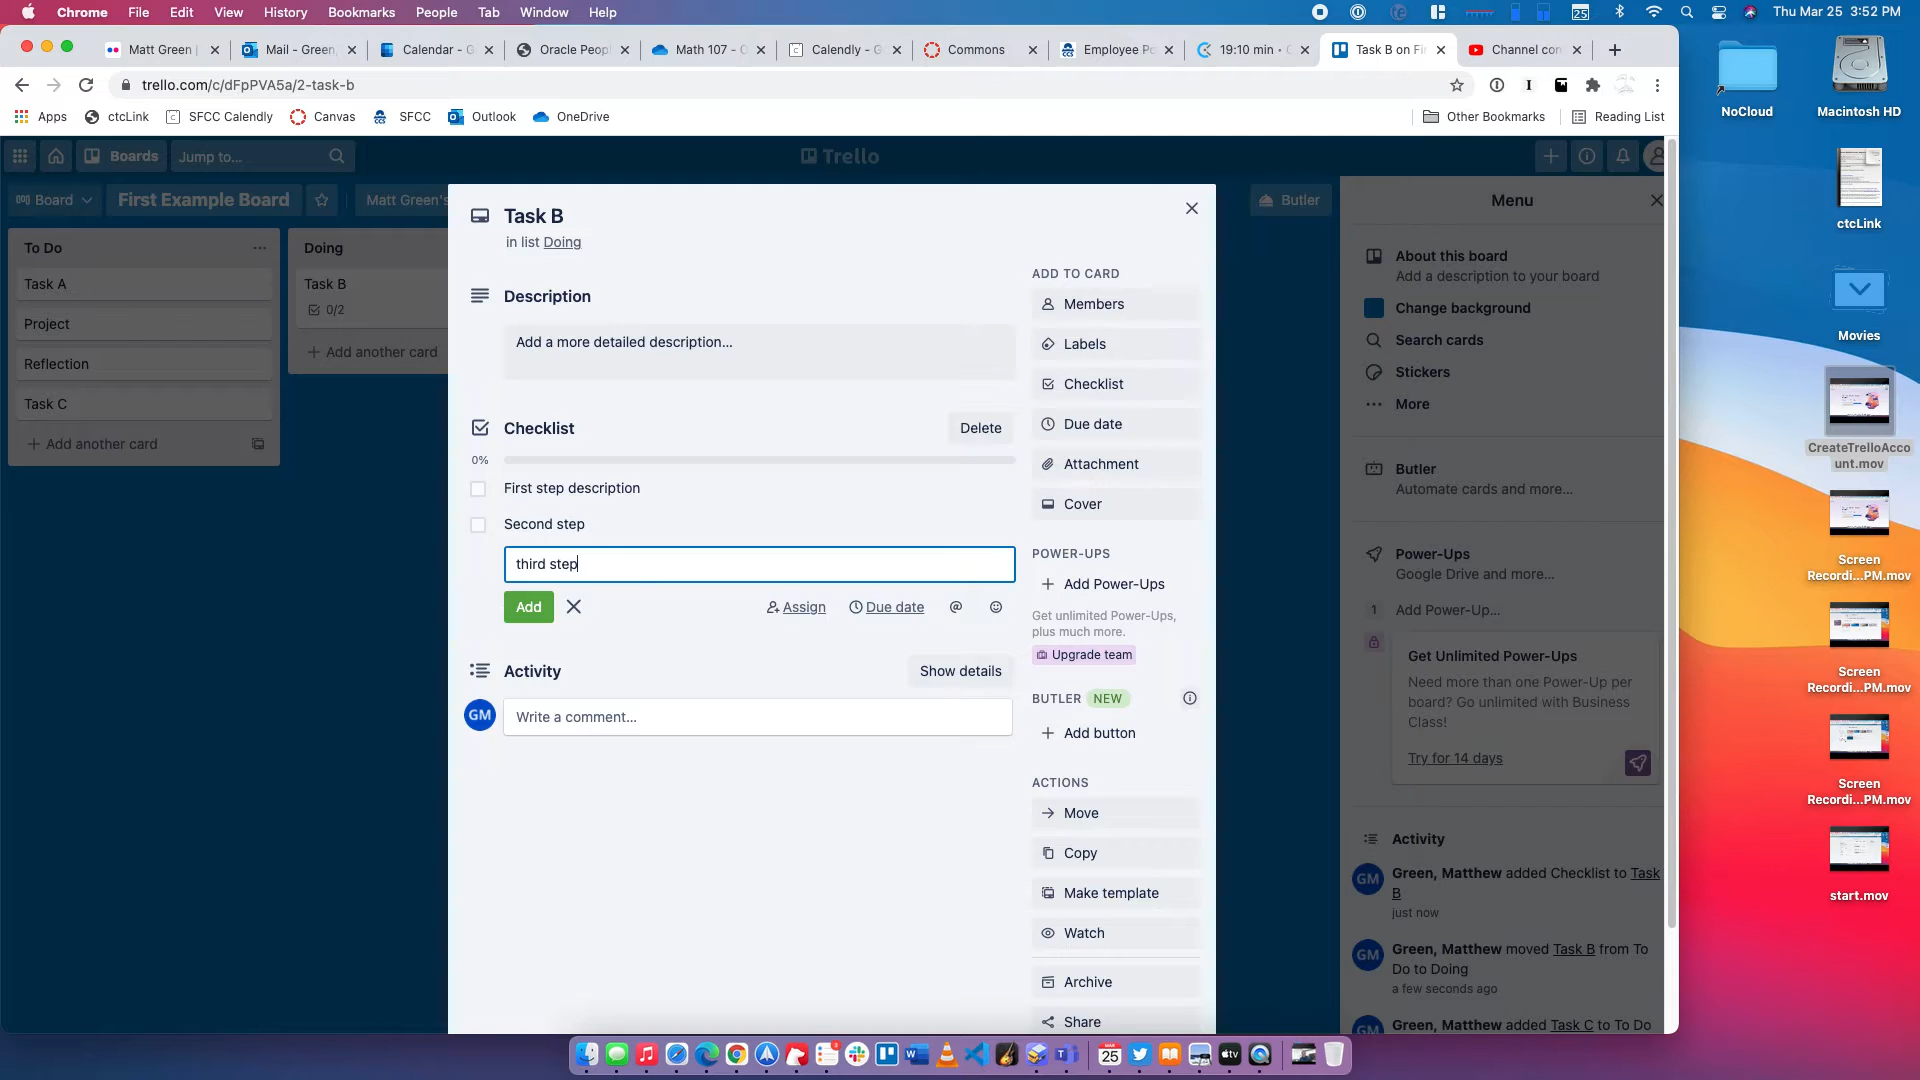 Chrome File Edit View History Bookmarks People Tab Window Help
25 Thu Mar 25 3:52 PM
Matt Green | Mail - Green, Calendar - G Oracle Peop Math 107 - Calendly - G Commons Employee Po 19:10 min • Task B on Fi Channel con
trello.com/c/dFpPVA5a/2-task-b
Apps ctcLink SFCC Calendly Canvas SFCC Outlook OneDrive Other Bookmarks Reading List
Boards Jump to... Trello
Board First Example Board Matt Green's Butler
To Do
Task A
Project
Reflection
Task C
+ Add another card
Doing
Task B
0/2
+ Add another card
Task B
in list Doing
Description
Add a more detailed description...
Checklist Delete
0%
First step description
Second step
third step
Add Assign Due date @
Activity Show details
GM Write a comment...
ADD TO CARD
Members
Labels
Checklist
Due date
Attachment
Cover
POWER-UPS
+ Add Power-Ups
Get unlimited Power-Ups,
plus much more.
Upgrade team
BUTLER NEW
+ Add button
ACTIONS
Move
Copy
Make template
Watch
Archive
Share
Menu
About this board
Add a description to your board
Change background
Search cards
Stickers
More
Butler
Automate cards and more...
Power-Ups
Google Drive and more...
1 Add Power-Up...
Get Unlimited Power-Ups
Need more than one Power-Up per
board? Go unlimited with Business
Class!
Try for 14 days
Activity
GM Green, Matthew added Checklist to Task
B
just now
GM Green, Matthew moved Task B from To
Do to Doing
a few seconds ago
GM Green, Matthew added Task C to To Do
NoCloud
Macintosh HD
ctcLink
Movies
CreateTrelloAcco
unt.mov
Screen
Recordi...PM.mov
Screen
Recordi...PM.mov
Screen
Recordi...PM.mov
start.mov
MAR
25